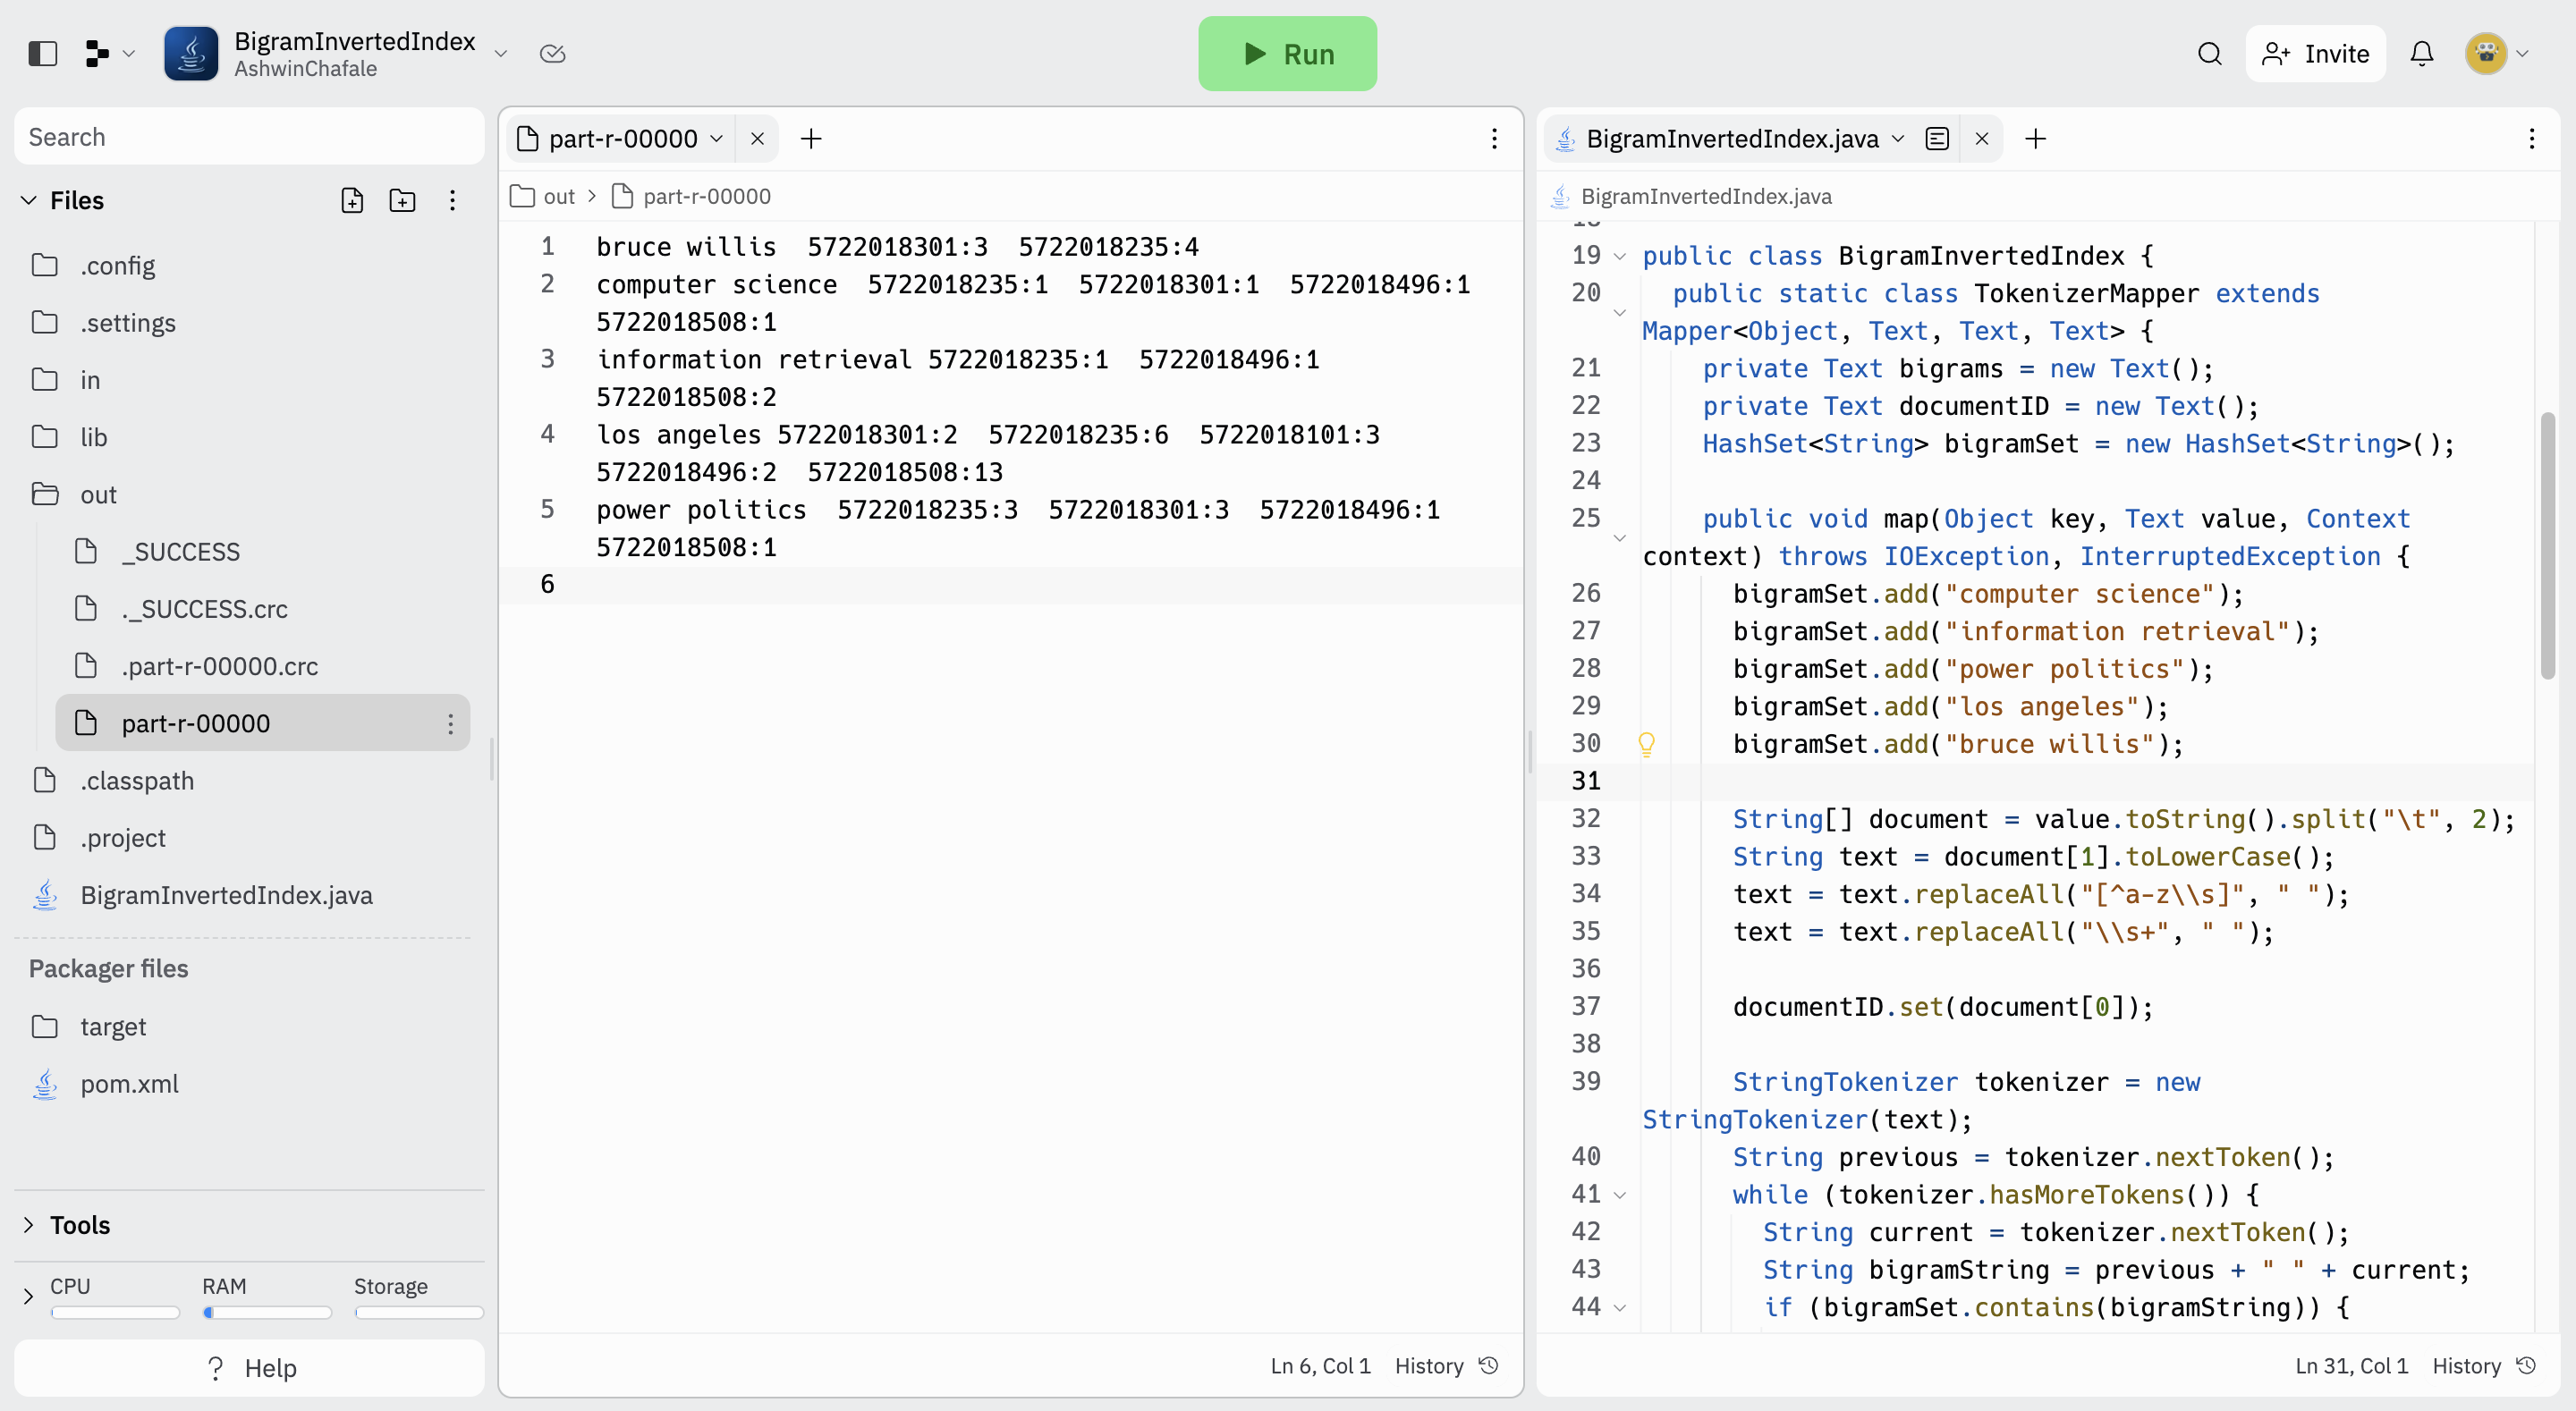 BigramInvertedIndex
AshwinChafale
Run
Invite
Search
Files
.config
.settings
in
lib
out
_SUCCESS
._SUCCESS.crc
.part-r-00000.crc
part-r-00000
.classpath
.project
BigramInvertedIndex.java
Packager files
target
pom.xml
Tools
CPU RAM Storage
? Help
part-r-00000
out > part-r-00000
1 bruce willis  5722018301:3  5722018235:4
2 computer science  5722018235:1  5722018301:1  5722018496:1
5722018508:1
3 information retrieval 5722018235:1  5722018496:1
5722018508:2
4 los angeles 5722018301:2  5722018235:6  5722018101:3
5722018496:2  5722018508:13
5 power politics  5722018235:3  5722018301:3  5722018496:1
5722018508:1
6
Ln 6, Col 1 History
BigramInvertedIndex.java
BigramInvertedIndex.java
19 public class BigramInvertedIndex {
20   public static class TokenizerMapper extends
Mapper<Object, Text, Text, Text> {
21     private Text bigrams = new Text();
22     private Text documentID = new Text();
23     HashSet<String> bigramSet = new HashSet<String>();
24
25     public void map(Object key, Text value, Context
context) throws IOException, InterruptedException {
26       bigramSet.add("computer science");
27       bigramSet.add("information retrieval");
28       bigramSet.add("power politics");
29       bigramSet.add("los angeles");
30       bigramSet.add("bruce willis");
31
32       String[] document = value.toString().split("\t", 2);
33       String text = document[1].toLowerCase();
34       text = text.replaceAll("[^a-z\\s]", " ");
35       text = text.replaceAll("\\s+", " ");
36
37       documentID.set(document[0]);
38
39       StringTokenizer tokenizer = new
StringTokenizer(text);
40       String previous = tokenizer.nextToken();
41       while (tokenizer.hasMoreTokens()) {
42         String current = tokenizer.nextToken();
43         String bigramString = previous + " " + current;
44         if (bigramSet.contains(bigramString)) {
Ln 31, Col 1 History